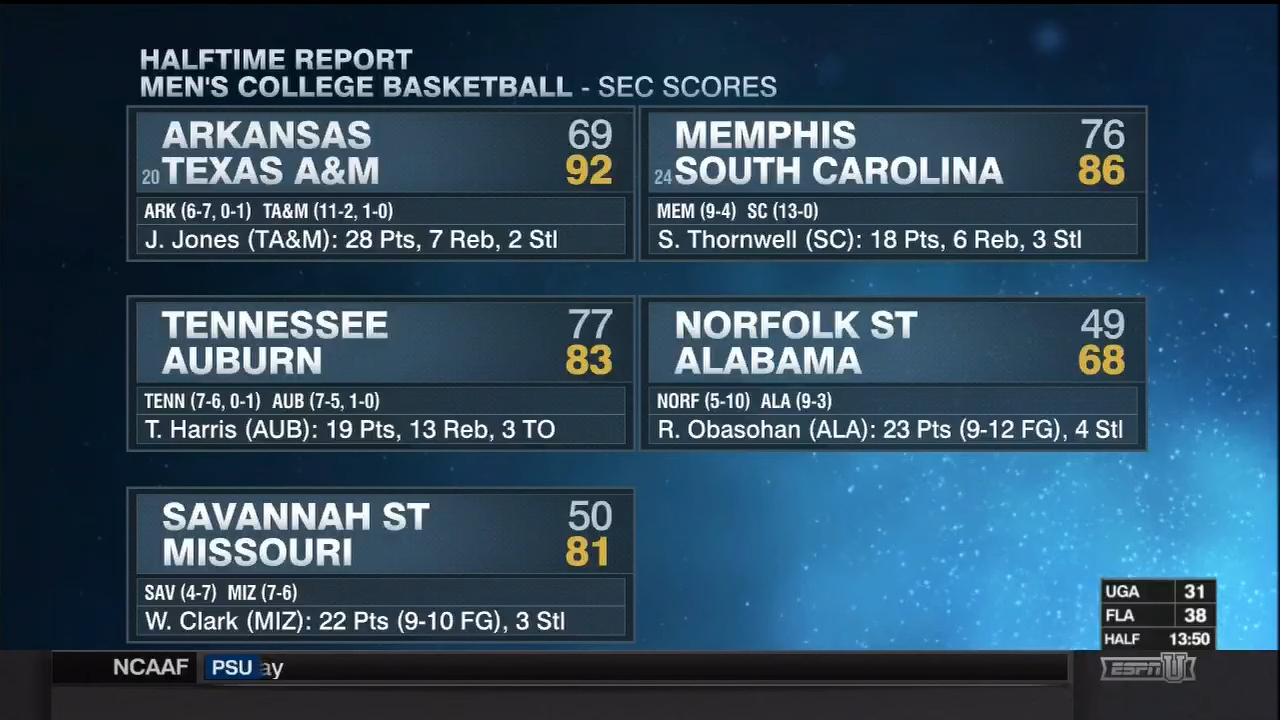 HALFTIME REPORT
MEN'S COLLEGE BASKETBALL - SEC SCORES
ARKANSAS 69
20 TEXAS A&M 92
ARK (6-7, 0-1) TA&M (11-2, 1-0)
J. Jones (TA&M): 28 Pts, 7 Reb, 2 Stl
MEMPHIS 76
24 SOUTH CAROLINA 86
MEM (9-4) SC (13-0)
S. Thornwell (SC): 18 Pts, 6 Reb, 3 Stl
TENNESSEE 77
AUBURN 83
TENN (7-6, 0-1) AUB (7-5, 1-0)
T. Harris (AUB): 19 Pts, 13 Reb, 3 TO
NORFOLK ST 49
ALABAMA 68
NORF (5-10) ALA (9-3)
R. Obasohan (ALA): 23 Pts (9-12 FG), 4 Stl
SAVANNAH ST 50
MISSOURI 81
SAV (4-7) MIZ (7-6)
W. Clark (MIZ): 22 Pts (9-10 FG), 3 Stl
UGA 31
FLA 38
HALF 13:50
NCAAF PSU ay
ESPNU